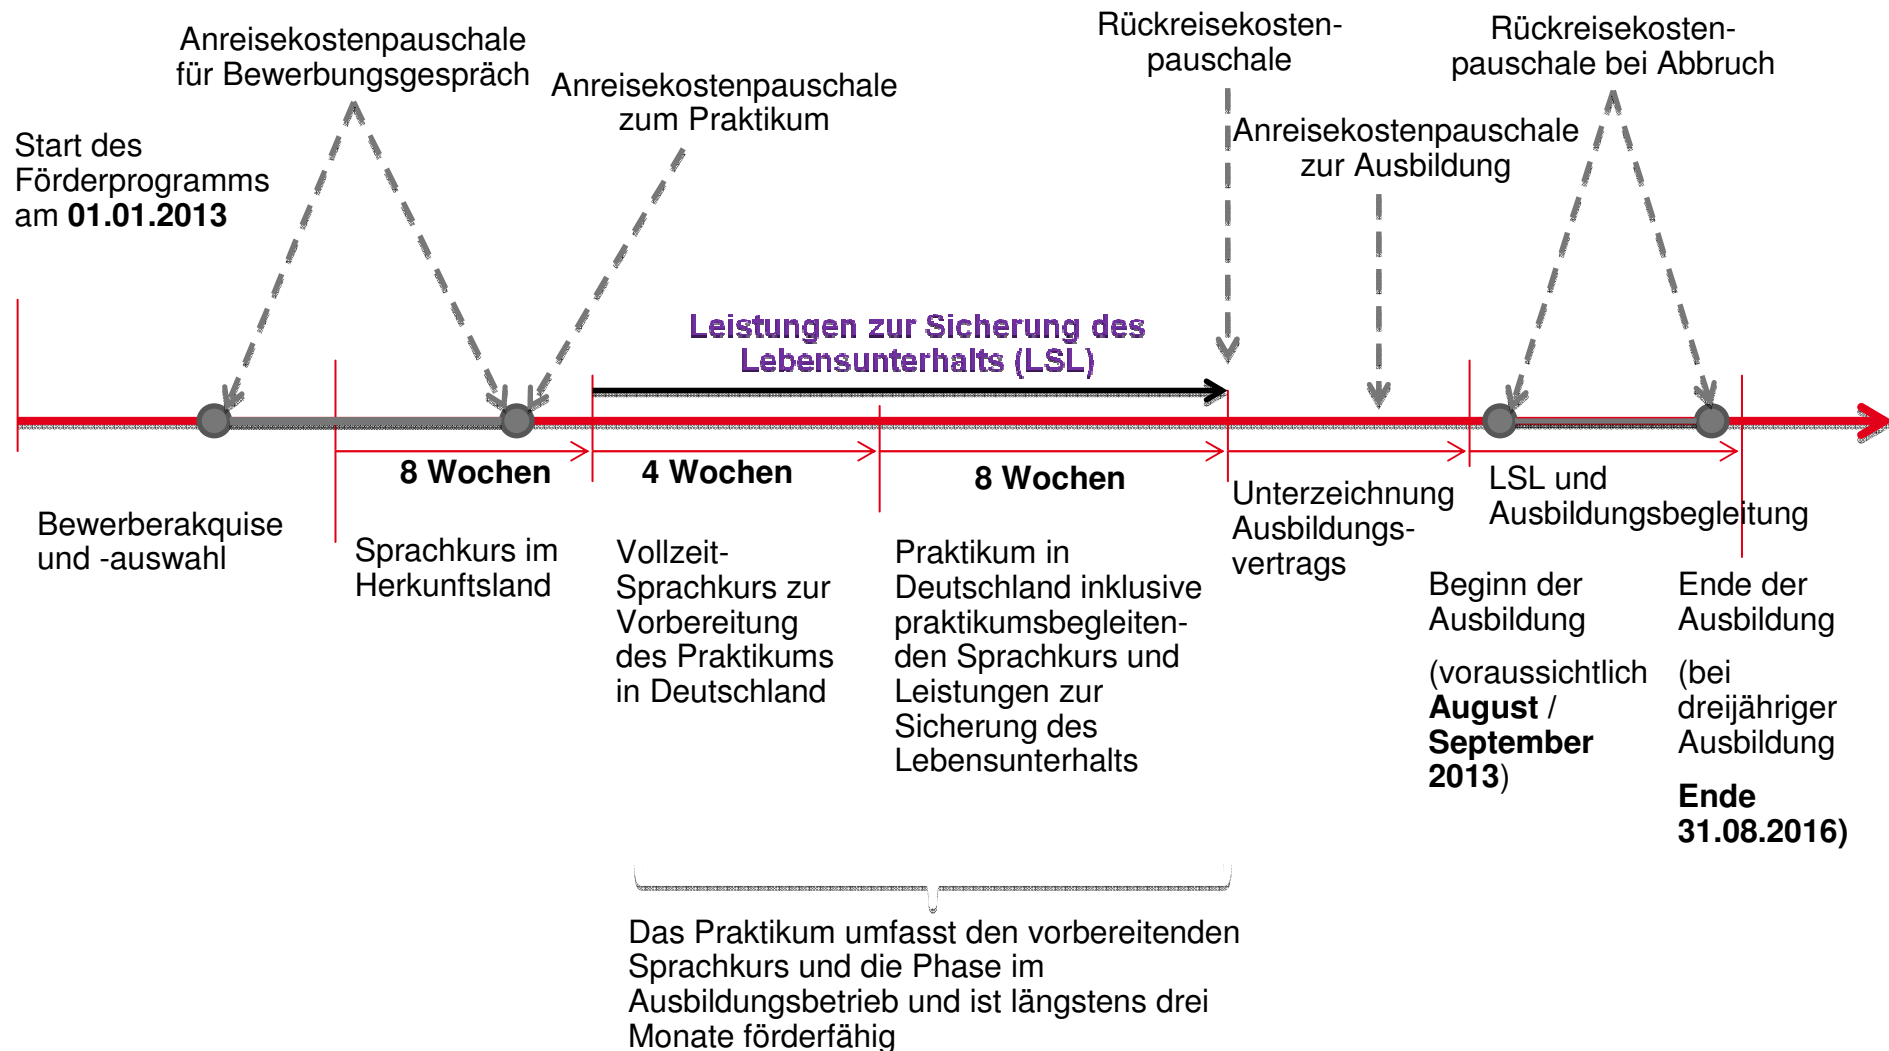 Anreisekostenpauschale
für Bewerbungsgespräch
Anreisekostenpauschale
zum Praktikum
Rückreisekosten-
pauschale
Rückreisekosten-
pauschale bei Abbruch
Anreisekostenpauschale
zur Ausbildung
Start des
Förderprogramms
am 01.01.2013
Leistungen zur Sicherung des
Lebensunterhalts (LSL)
8 Wochen
4 Wochen
8 Wochen
Bewerberakquise
und -auswahl
Sprachkurs im
Herkunftsland
Vollzeit-
Sprachkurs zur
Vorbereitung
des Praktikums
in Deutschland
Praktikum in
Deutschland inklusive
praktikumsbegleiten-
den Sprachkurs und
Leistungen zur
Sicherung des
Lebensunterhalts
Unterzeichnung
Ausbildungs-
vertrags
LSL und
Ausbildungsbegleitung
Beginn der
Ausbildung
(voraussichtlich
August /
September
2013)
Ende der
Ausbildung
(bei
dreijähriger
Ausbildung
Ende
31.08.2016)
Das Praktikum umfasst den vorbereitenden
Sprachkurs und die Phase im
Ausbildungsbetrieb und ist längstens drei
Monate förderfähig